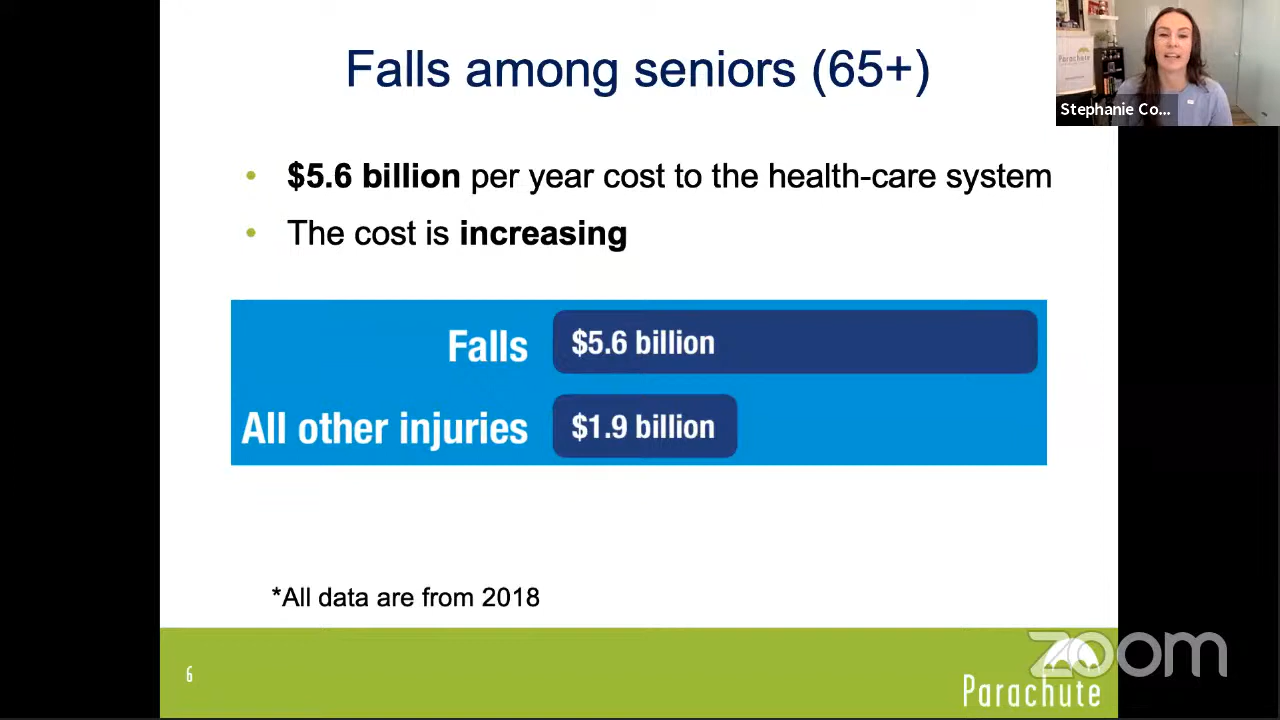 Falls among seniors (65+)
Parachute
Stephanie Co...
• $5.6 billion per year cost to the health-care system
• The cost is increasing
Falls $5.6 billion
All other injuries $1.9 billion
*All data are from 2018
6
zoom
Parachute